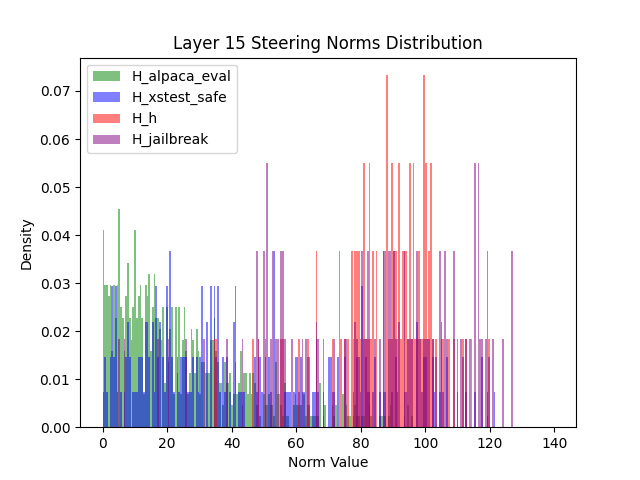 Layer 15 Steering Norms Distribution
H_alpaca_eval
H_xstest_safe
H_h
H_jailbreak
Density
0.07
0.06
0.05
0.04
0.03
0.02
0.01
0.00
0 20 40 60 80 100 120 140
Norm Value